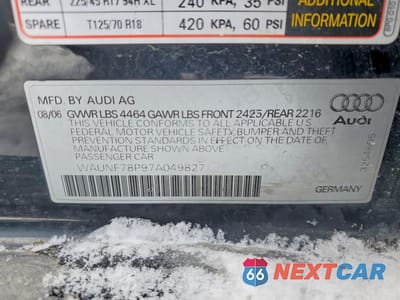 REAR 225/45 R17 94H XL 240 KPA, 35 PSI
SPARE T125/70 R18 420 KPA, 60 PSI
ADDITIONAL
INFORMATION
MFD BY AUDI AG
08/06 GVWR LBS 4464 GAWR LBS FRONT 2425/REAR 2216
THIS VEHICLE CONFORMS TO ALL APPLICABLE U.S
FEDERAL MOTOR VEHICLE SAFETY BUMPER AND THEFT
PREVENTION STANDARDS IN EFFECT ON THE DATE OF
MANUFACTURE SHOWN ABOVE
PASSENGER CAR
WAUNF78P97A049827
Audi
GERMANY
66 NEXTCAR